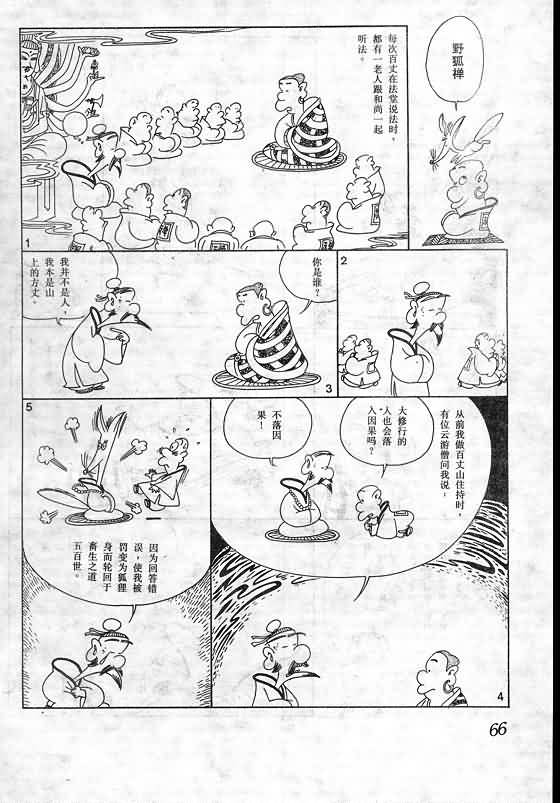 野狐禅
每次百丈在法堂说法时，
都有一老人跟和尚一起
听法。
1
2
你是谁？
我并不是人，
我本是山
上的方丈。
3
从前我做百丈山住持时，
有位云游僧问我说：
大修行的
人也会落
入因果吗？
不落因
果！
4
5
因为回答错
误，使我被
罚变为狐狸
身而轮回于
畜生之道
五百世。
66